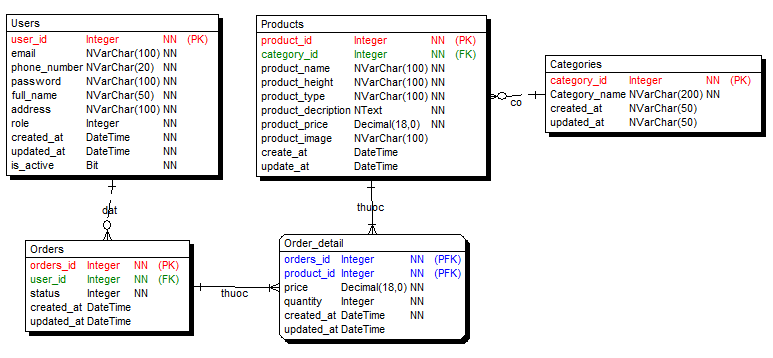 Users
user_id Integer NN (PK)
email NVarChar(100) NN
phone_number NVarChar(20) NN
password NVarChar(100) NN
full_name NVarChar(50) NN
address NVarChar(100) NN
role Integer NN
created_at DateTime NN
updated_at DateTime NN
is_active Bit NN
Products
product_id Integer NN (PK)
category_id Integer NN (FK)
product_name NVarChar(100) NN
product_height NVarChar(100) NN
product_type NVarChar(100) NN
product_decription NText NN
product_price Decimal(18,0) NN
product_image NVarChar(100)
create_at DateTime
update_at DateTime
Categories
category_id Integer NN (PK)
Category_name NVarChar(200) NN
created_at NVarChar(50)
updated_at NVarChar(50)
co
dat
thuoc
Orders
orders_id Integer NN (PK)
user_id Integer NN (FK)
status Integer NN
created_at DateTime
updated_at DateTime
thuoc
Order_detail
orders_id Integer NN (PFK)
product_id Integer NN (PFK)
price Decimal(18,0) NN
quantity Integer NN
created_at DateTime NN
updated_at DateTime